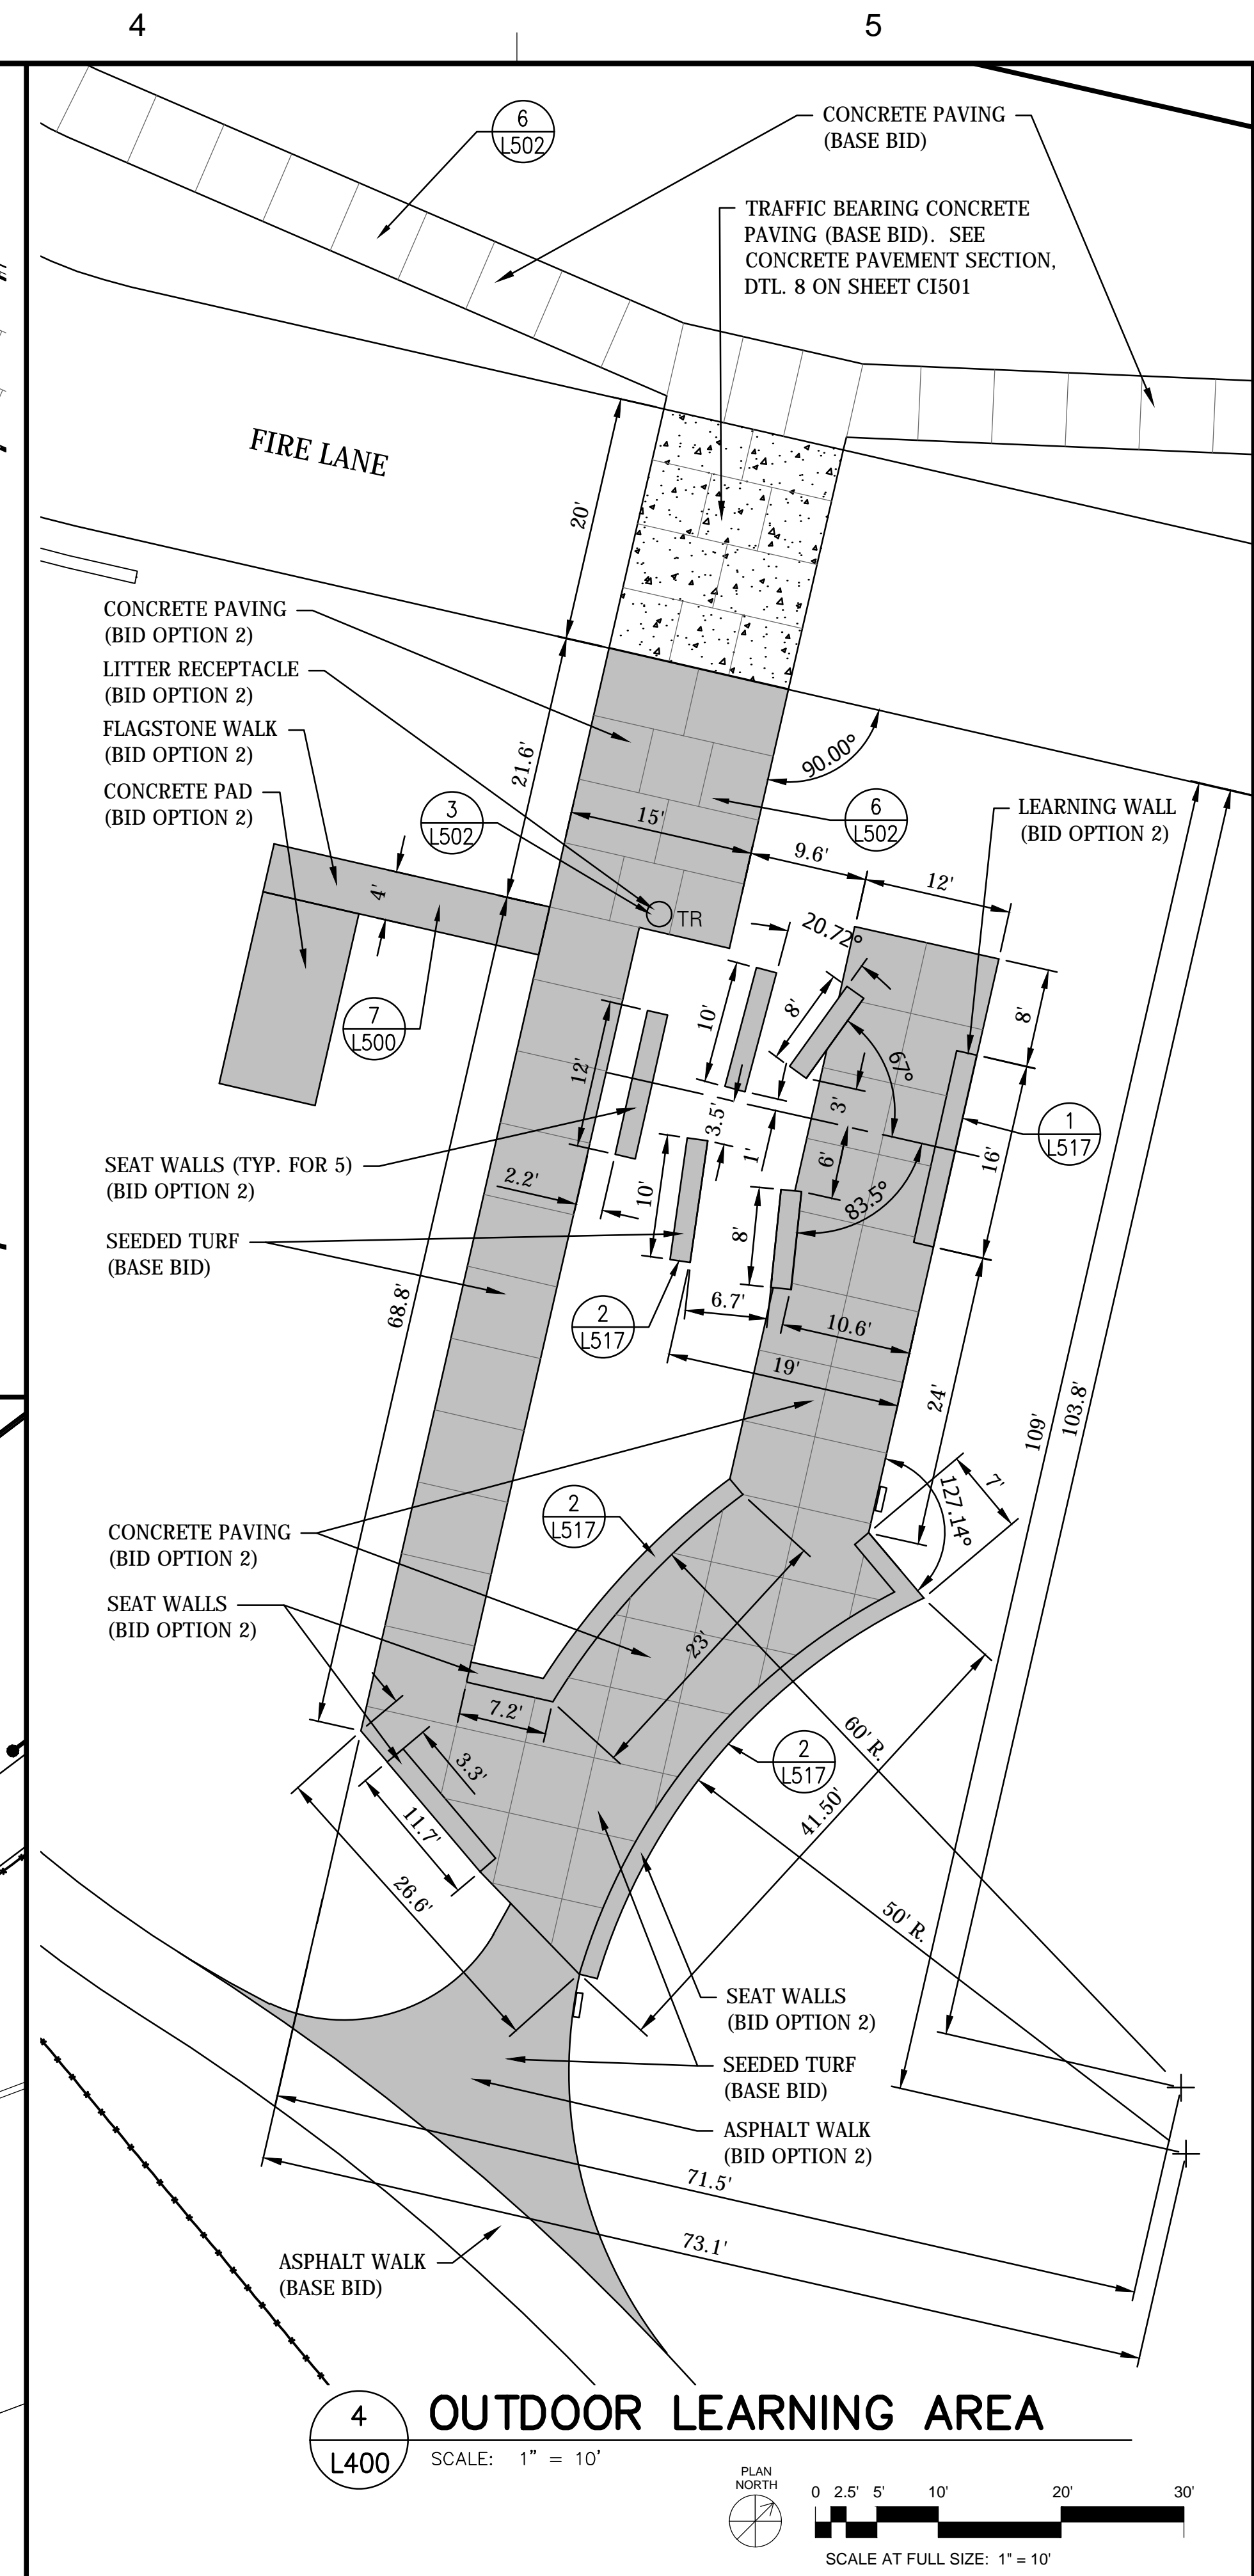 4
5
6
L502
CONCRETE PAVING
(BASE BID)
TRAFFIC BEARING CONCRETE
PAVING (BASE BID). SEE
CONCRETE PAVEMENT SECTION,
DTL. 8 ON SHEET CI501
FIRE LANE
20'
CONCRETE PAVING
(BID OPTION 2)
LITTER RECEPTACLE
(BID OPTION 2)
FLAGSTONE WALK
(BID OPTION 2)
CONCRETE PAD
(BID OPTION 2)
21.6'
90.00°
3
L502
15'
6
L502
LEARNING WALL
(BID OPTION 2)
9.6'
12'
4'
TR
20.72°
7
L500
10'
8'
8'
67°
12'
3.5'
1'
3'
6'
1
L517
16'
SEAT WALLS (TYP. FOR 5)
(BID OPTION 2)
2.2'
10'
83.5°
8'
SEEDED TURF
(BASE BID)
68.8'
2
L517
6.7'
10.6'
19'
24'
109'
103.8'
2
L517
127.14°
7'
CONCRETE PAVING
(BID OPTION 2)
SEAT WALLS
(BID OPTION 2)
23'
7.2'
60' R.
2
L517
3.3'
11.7'
41.50'
26.6'
50' R.
SEAT WALLS
(BID OPTION 2)
SEEDED TURF
(BASE BID)
ASPHALT WALK
(BID OPTION 2)
71.5'
73.1'
ASPHALT WALK
(BASE BID)
4
L400
OUTDOOR LEARNING AREA
SCALE: 1" = 10'
PLAN
NORTH
0 2.5' 5' 10' 20' 30'
SCALE AT FULL SIZE: 1" = 10'